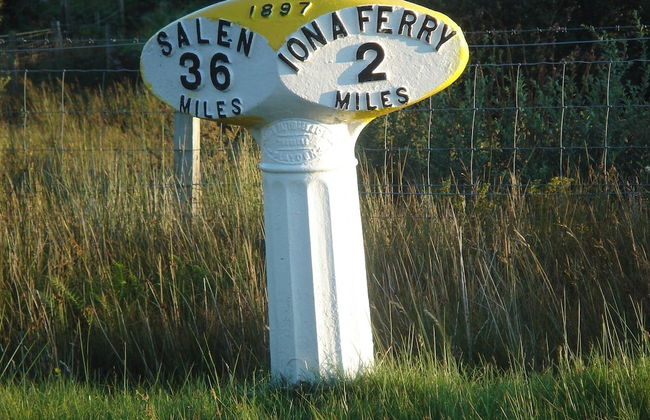 1897
SALEN
36
MILES
IONA FERRY
2
MILES